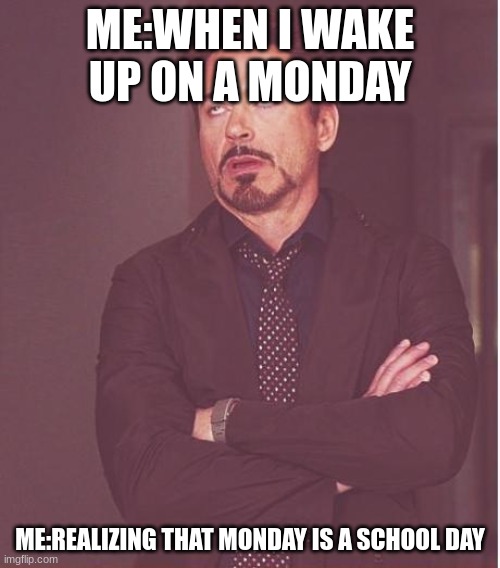 ME:WHEN I WAKE
UP ON A MONDAY
ME:REALIZING THAT MONDAY IS A SCHOOL DAY
imgflip.com